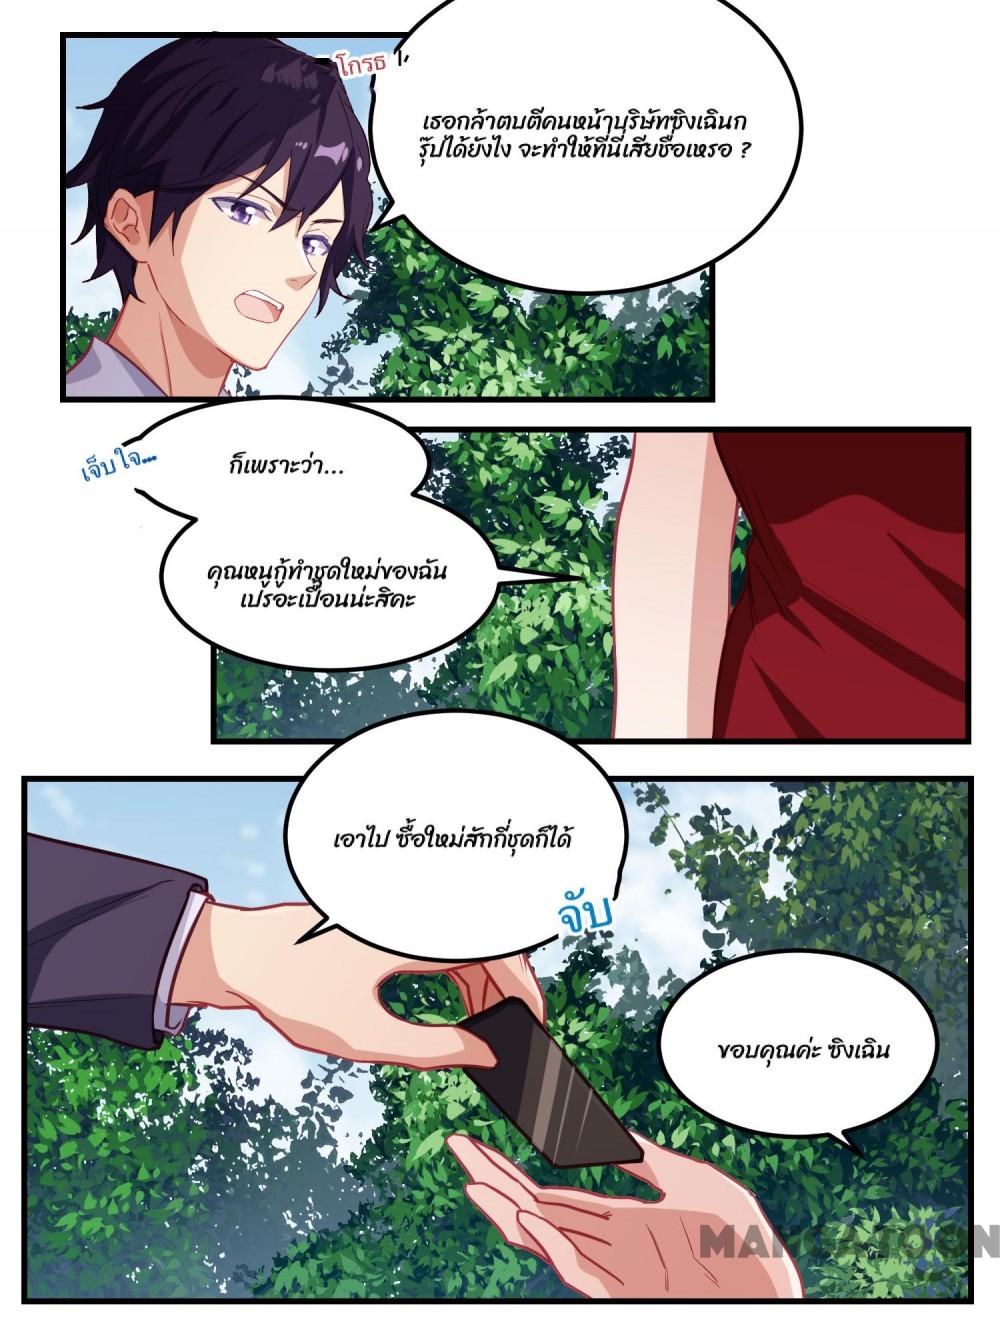 โกรธ
เธอกล้าตบตีคนหน้าบริษัทซิงเฉินก
รุ๊ปได้ยังไง จะทำให้ที่นี่เสียชื่อเหรอ ?
เจ็บใจ...
ก็เพราะว่า...
คุณหนูกู้ทำชุดใหม่ของฉัน
เปรอะเปื้อนน่ะสิคะ
เอาไป ซื้อใหม่สักกี่ชุดก็ได้
จับ
ขอบคุณค่ะ ซิงเฉิน
MANGATOON